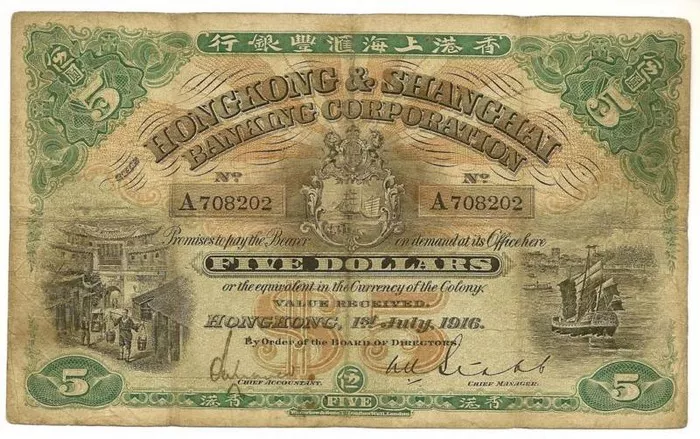 行銀豐滙海上港香
HONGKONG & SHANGHAI
BANKING CORPORATION
No No
A708202 A708202
Promises to pay the Bearer on demand at its Office here
FIVE DOLLARS
or the equivalent in the Currency of the Colony.
VALUE RECEIVED.
HONGKONG, 1st July, 1916.
By Order of the BOARD OF DIRECTORS,
CHIEF ACCOUNTANT. CHIEF MANAGER.
5 5
5 5
港 FIVE 香
$5